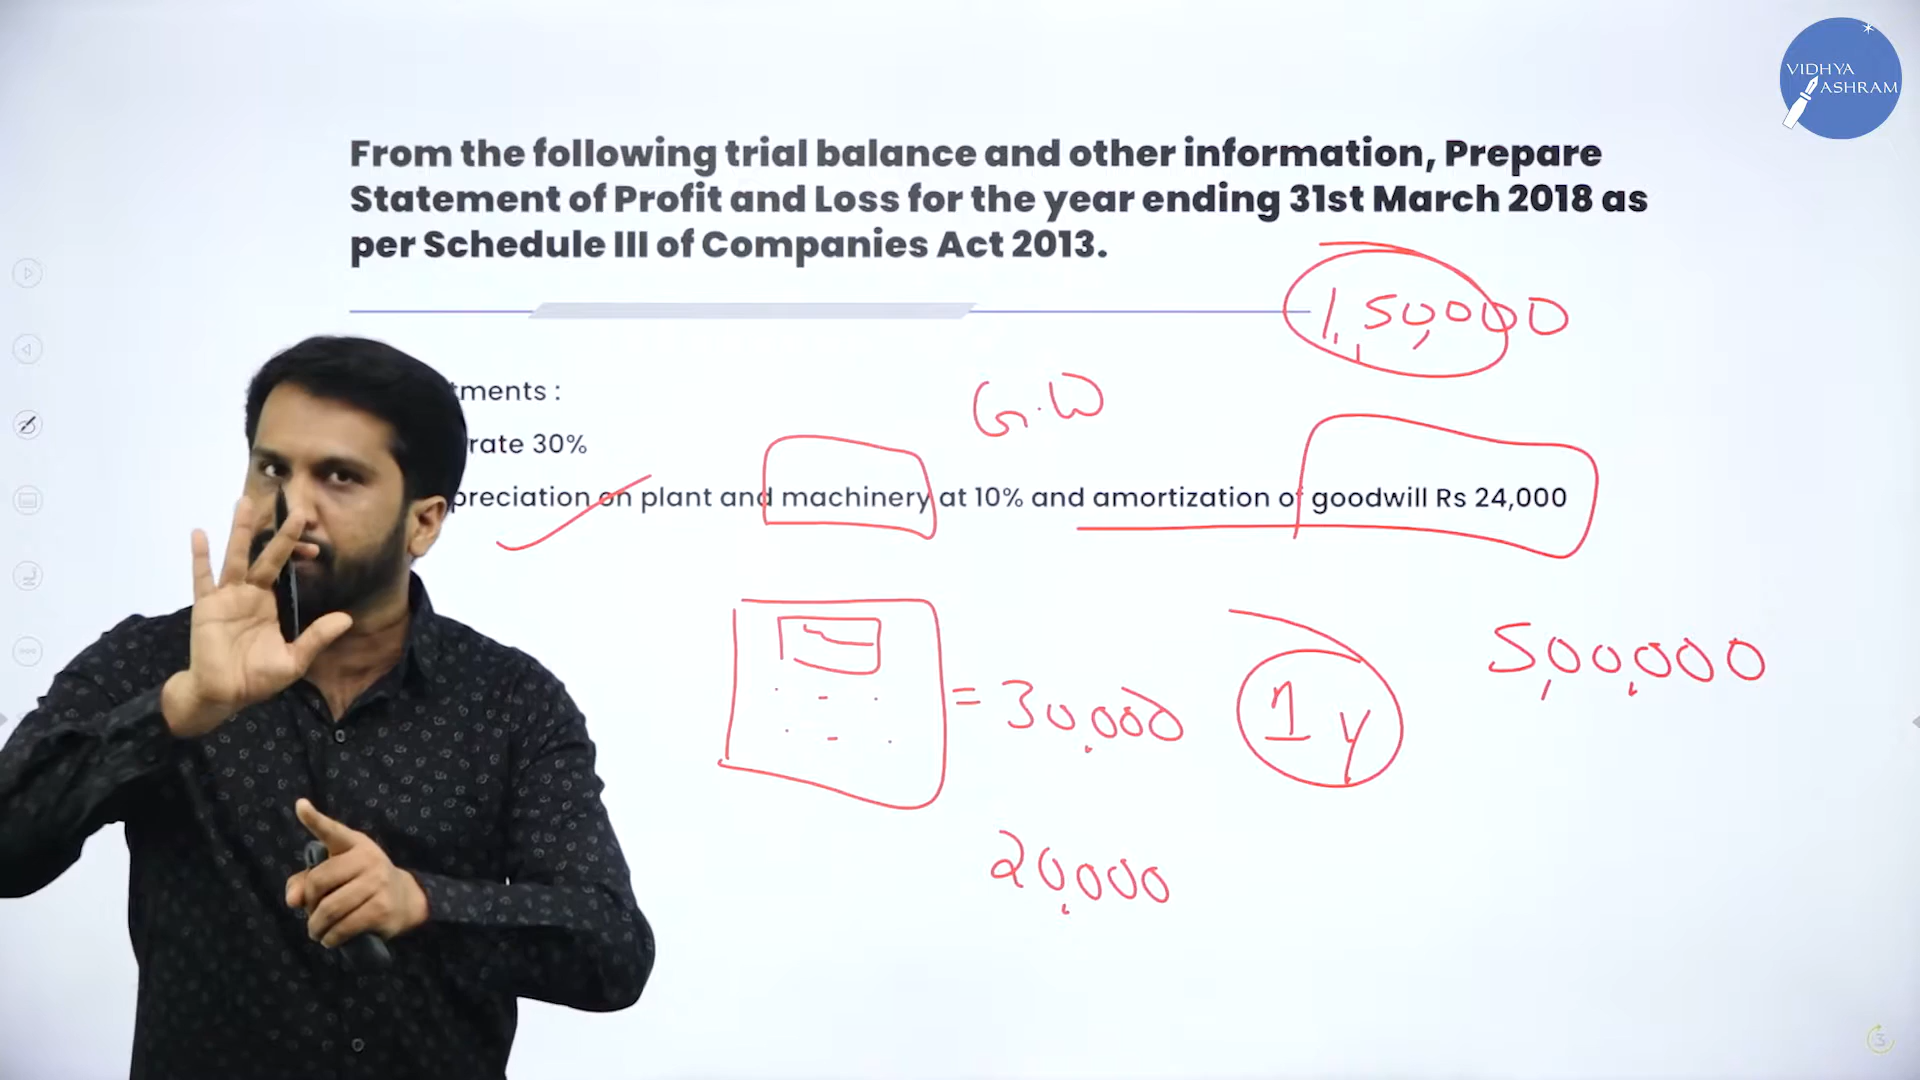 VIDHYA
ASHRAM
From the following trial balance and other information, Prepare
Statement of Profit and Loss for the year ending 31st March 2018 as
per Schedule III of Companies Act 2013.
1,50,000
G.W
tments :
rate 30%
preciation on plant and machinery at 10% and amortization of goodwill Rs 24,000
= 30,000
1 y
5,00,000
20,000
3